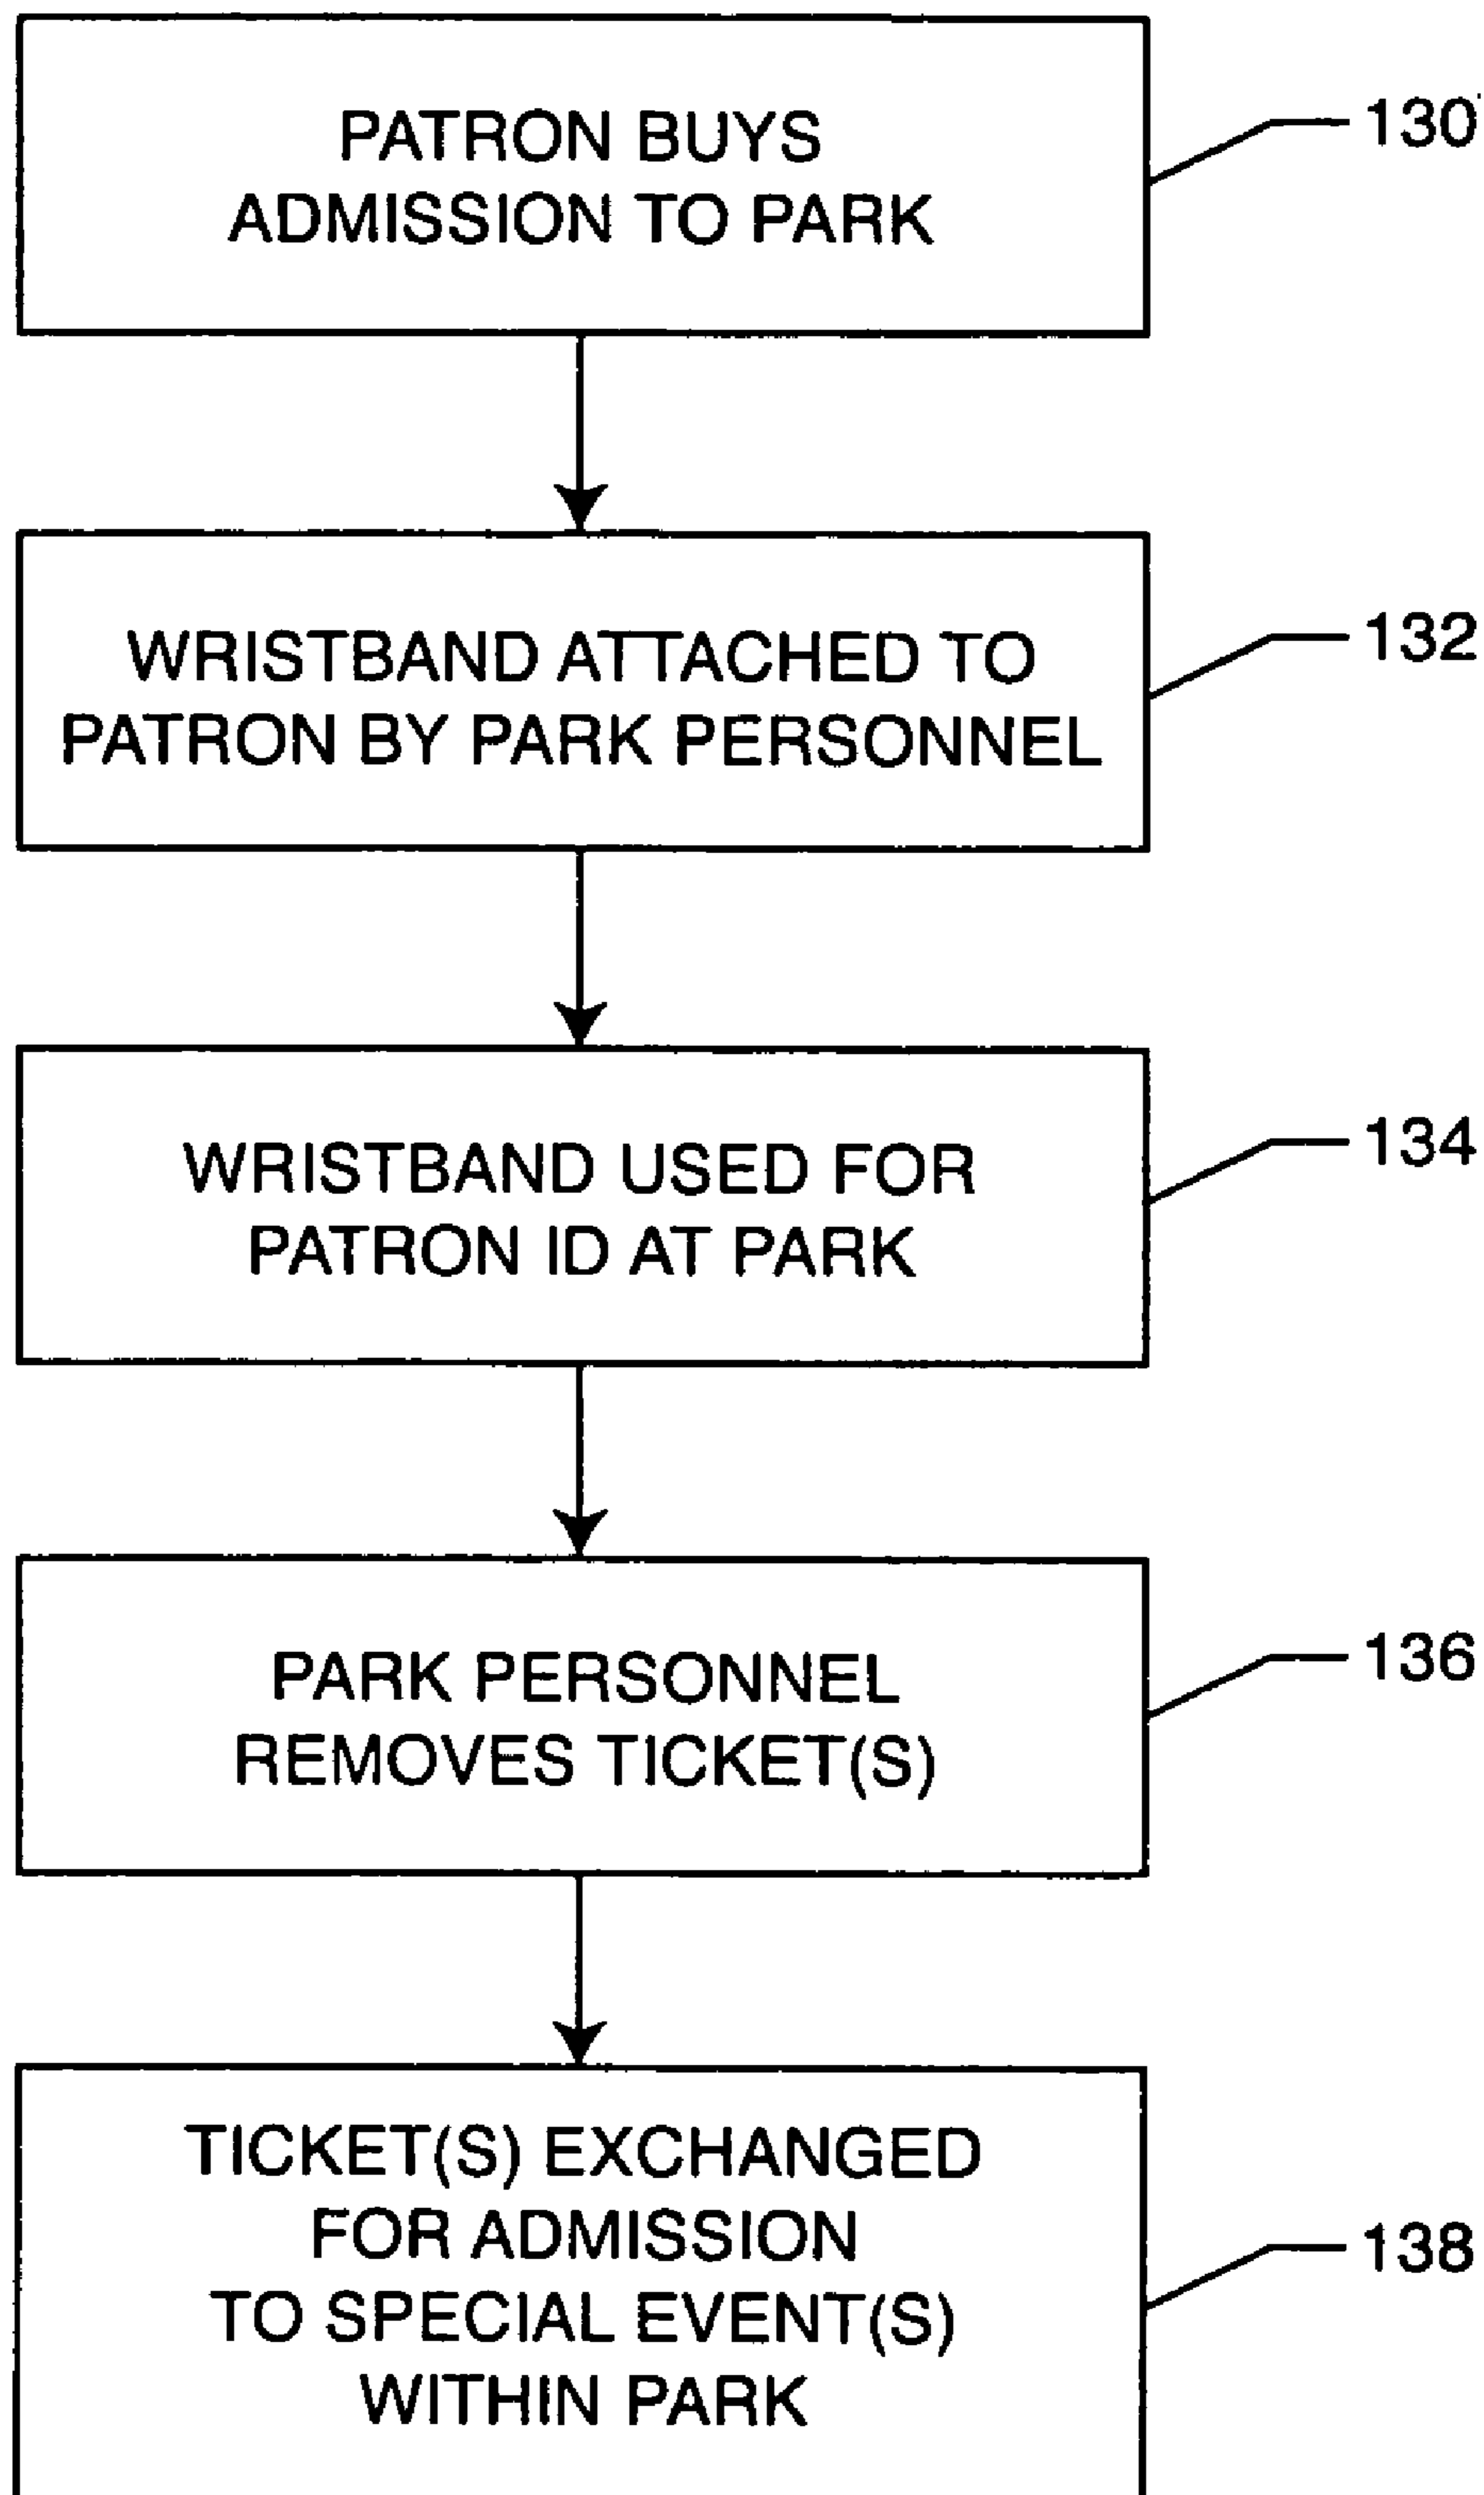 PATRON BUYS
ADMISSION TO PARK
130
WRISTBAND ATTACHED TO
PATRON BY PARK PERSONNEL
132
WRISTBAND USED FOR
PATRON ID AT PARK
134
PARK PERSONNEL
REMOVES TICKET(S)
136
TICKET(S) EXCHANGED
FOR ADMISSION
TO SPECIAL EVENT(S)
WITHIN PARK
138